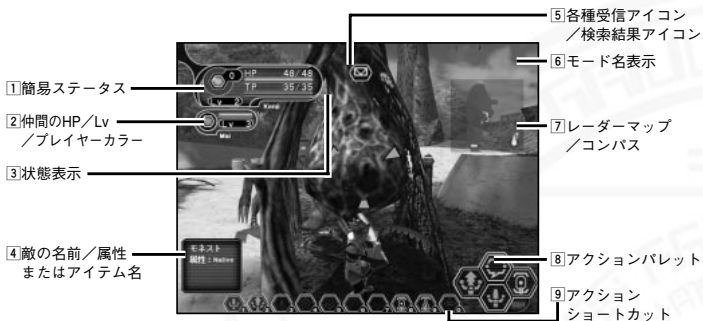 1 簡易ステータス
2 仲間のHP／Lv
／プレイヤーカラー
3 状態表示
4 敵の名前／属性
またはアイテム名
HP 48/48
TP 35/35
0
Lv 2
Lv 3
Mai
モネスト
属性：Native
5 各種受信アイコン
／検索結果アイコン
6 モード名表示
7 レーダーマップ
／コンパス
8 アクションパレット
9 アクション
ショートカット